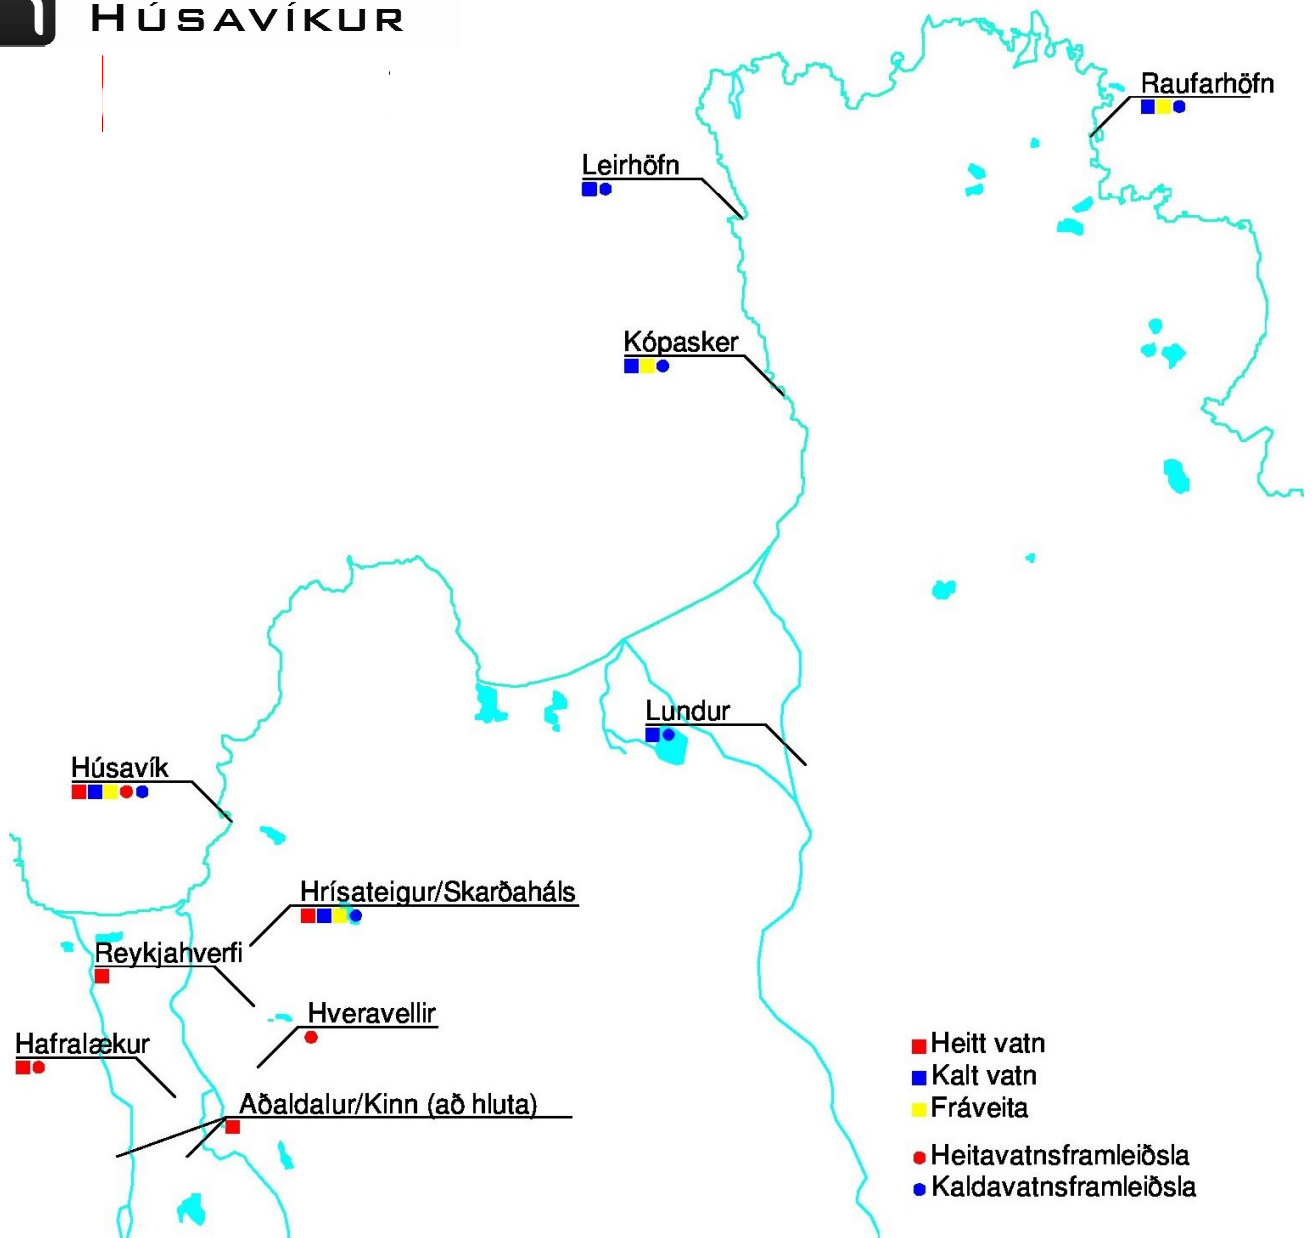 HÚSAVÍKUR
Raufarhöfn
Leirhöfn
Kópasker
Lundur
Húsavík
Hrísateigur/Skarðaháls
Reykjahverfi
Hveravellir
Hafralækur
Aðaldalur/Kinn (að hluta)
Heitt vatn
Kalt vatn
Fráveita
Heitavatnsframleiðsla
Kaldavatnsframleiðsla